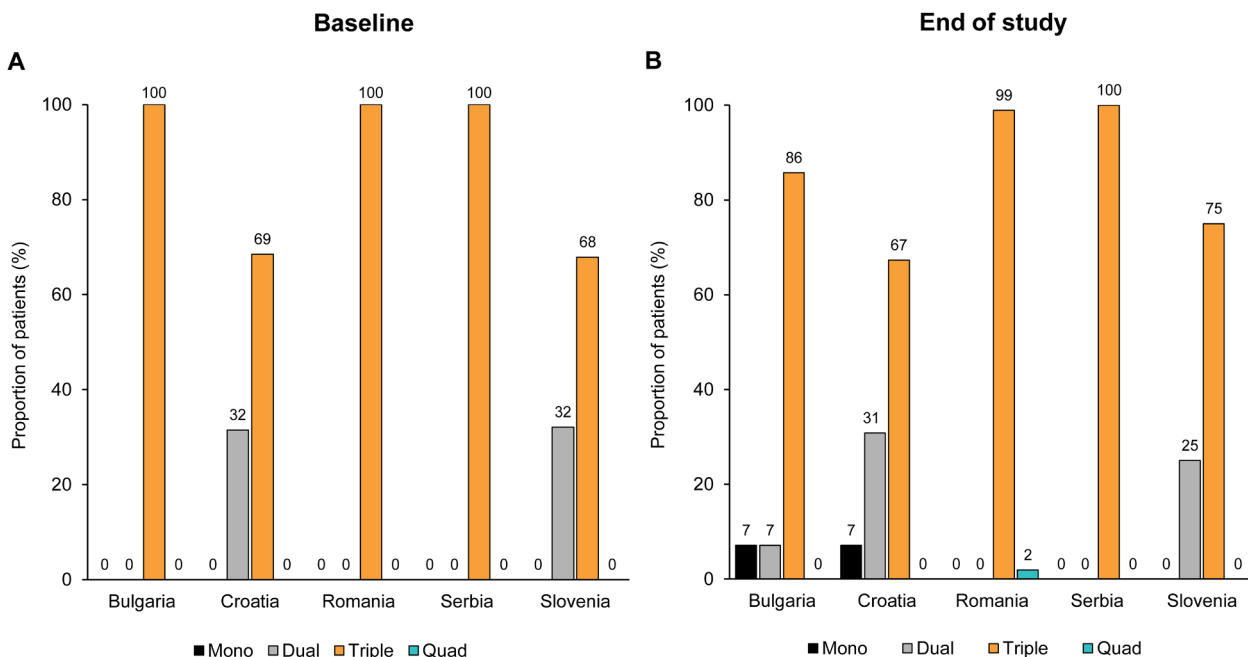 Baseline
A
Proportion of patients (%)
100
80
60
40
20
0
0 0 100 0
0 32 69 0
0 0 100 0
0 0 100 0
0 32 68 0
Bulgaria Croatia Romania Serbia Slovenia
Mono Dual Triple Quad
End of study
B
Proportion of patients (%)
100
80
60
40
20
0
7 7 86 0
7 31 67 0
0 0 99 2
0 0 100 0
0 25 75 0
Bulgaria Croatia Romania Serbia Slovenia
Mono Dual Triple Quad